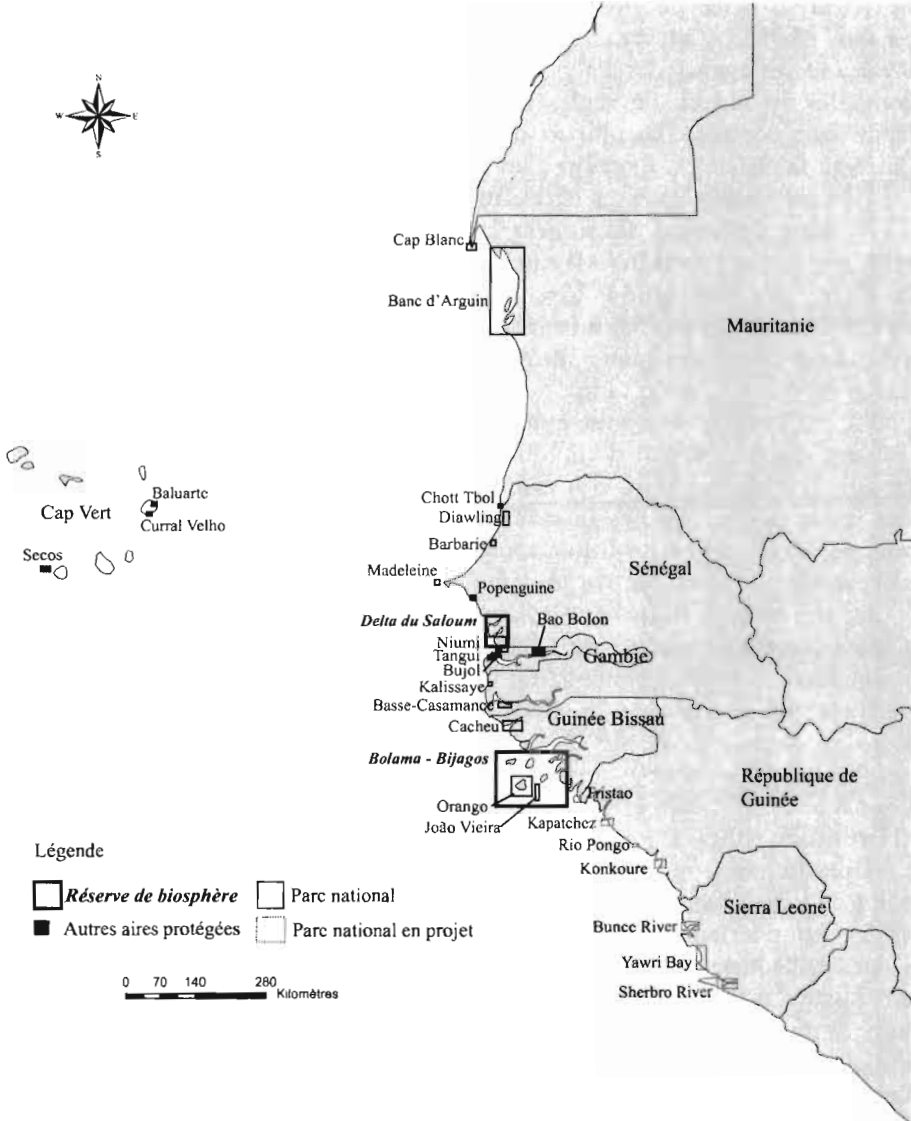 N
W
E
S
Cap Blanc
Banc d'Arguin
Mauritanie
Chott Tbol
Diawling
Baluarte
Cap Vert
Curral Velho
Barbarie
Secos
Sénégal
Madeleine
Popenguine
Delta du Saloum
Bao Bolon
Niumi
Tangui
Gambie
Bujol
Kalissaye
Basse-Casamance
Guinée Bissau
Cacheu
Bolama - Bijagos
République de
Guinée
Orango
Tristao
João Vieira
Kapatchez
Rio Pongo
Konkoure
Légende
Réserve de biosphère
Parc national
Autres aires protégées
Parc national en projet
Sierra Leone
Bunce River
Yawri Bay
Sherbro River
0 70 140 280
Kilomètres